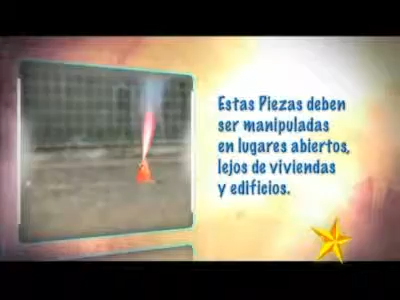 Estas Piezas deben
ser manipuladas
en lugares abiertos,
lejos de viviendas
y edificios.